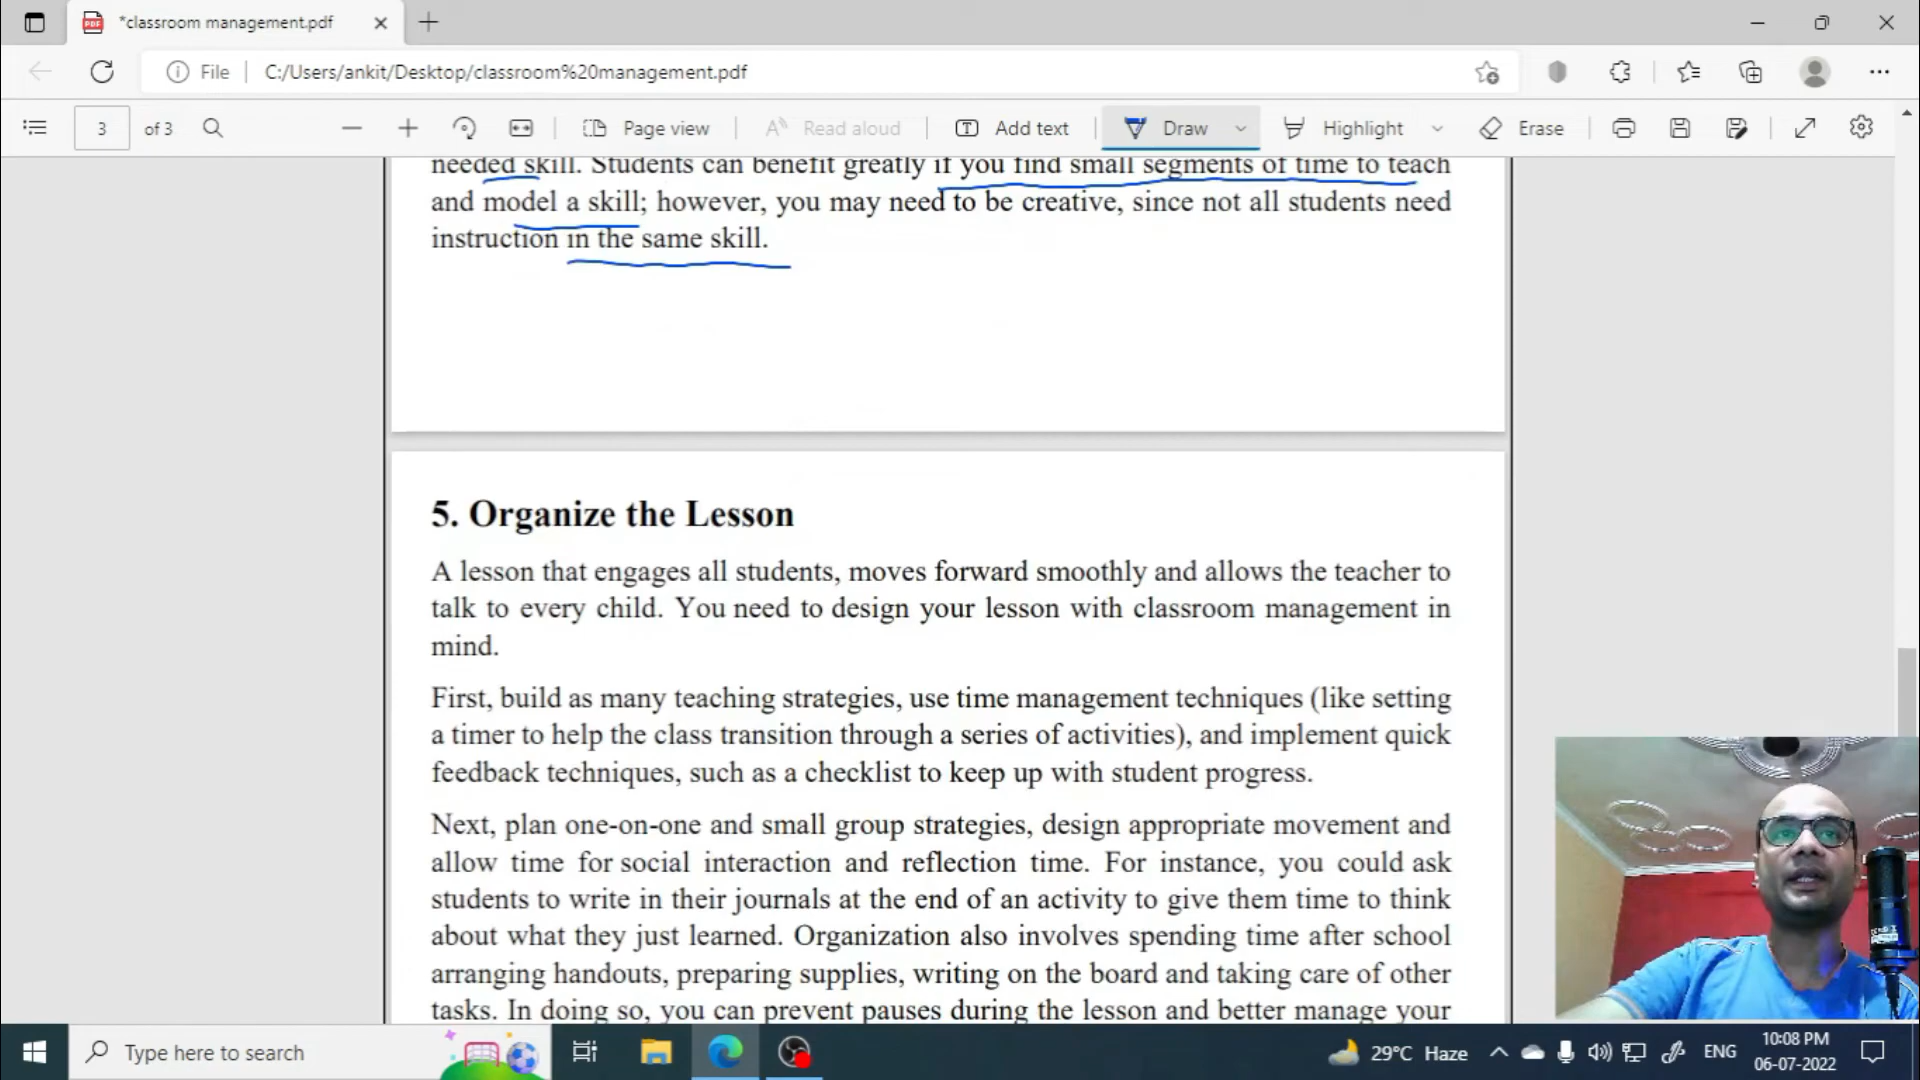 *classroom management.pdf
File
C:/Users/ankit/Desktop/classroom%20management.pdf
3
of 3
Page view
Read aloud
Add text
Draw
Highlight
Erase
needed skill. Students can benefit greatly if you find small segments of time to teach
and model a skill; however, you may need to be creative, since not all students need
instruction in the same skill.
5. Organize the Lesson
A lesson that engages all students, moves forward smoothly and allows the teacher to
talk to every child. You need to design your lesson with classroom management in
mind.
First, build as many teaching strategies, use time management techniques (like setting
a timer to help the class transition through a series of activities), and implement quick
feedback techniques, such as a checklist to keep up with student progress.
Next, plan one-on-one and small group strategies, design appropriate movement and
allow time for social interaction and reflection time. For instance, you could ask
students to write in their journals at the end of an activity to give them time to think
about what they just learned. Organization also involves spending time after school
arranging handouts, preparing supplies, writing on the board and taking care of other
tasks. In doing so, you can prevent pauses during the lesson and better manage your
Type here to search
29°C Haze
ENG
10:08 PM
06-07-2022